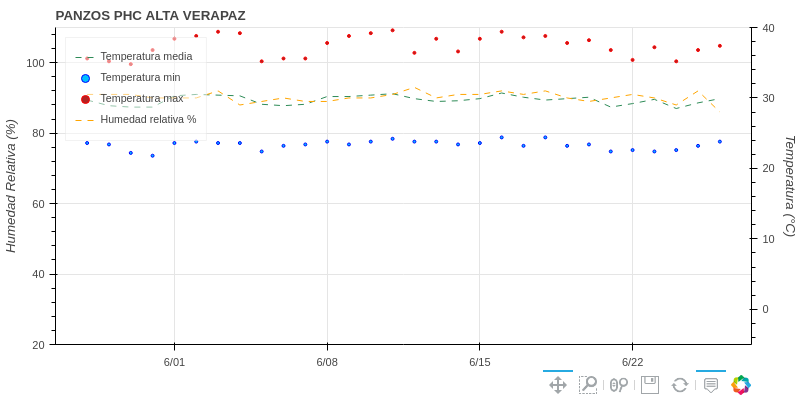 PANZOS PHC ALTA VERAPAZ
Temperatura media
Temperatura min
Temperatura max
Humedad relativa %
Humedad Relativa (%)
100
80
60
40
20
Temperatura (°C)
40
30
20
10
0
6/01
6/08
6/15
6/22